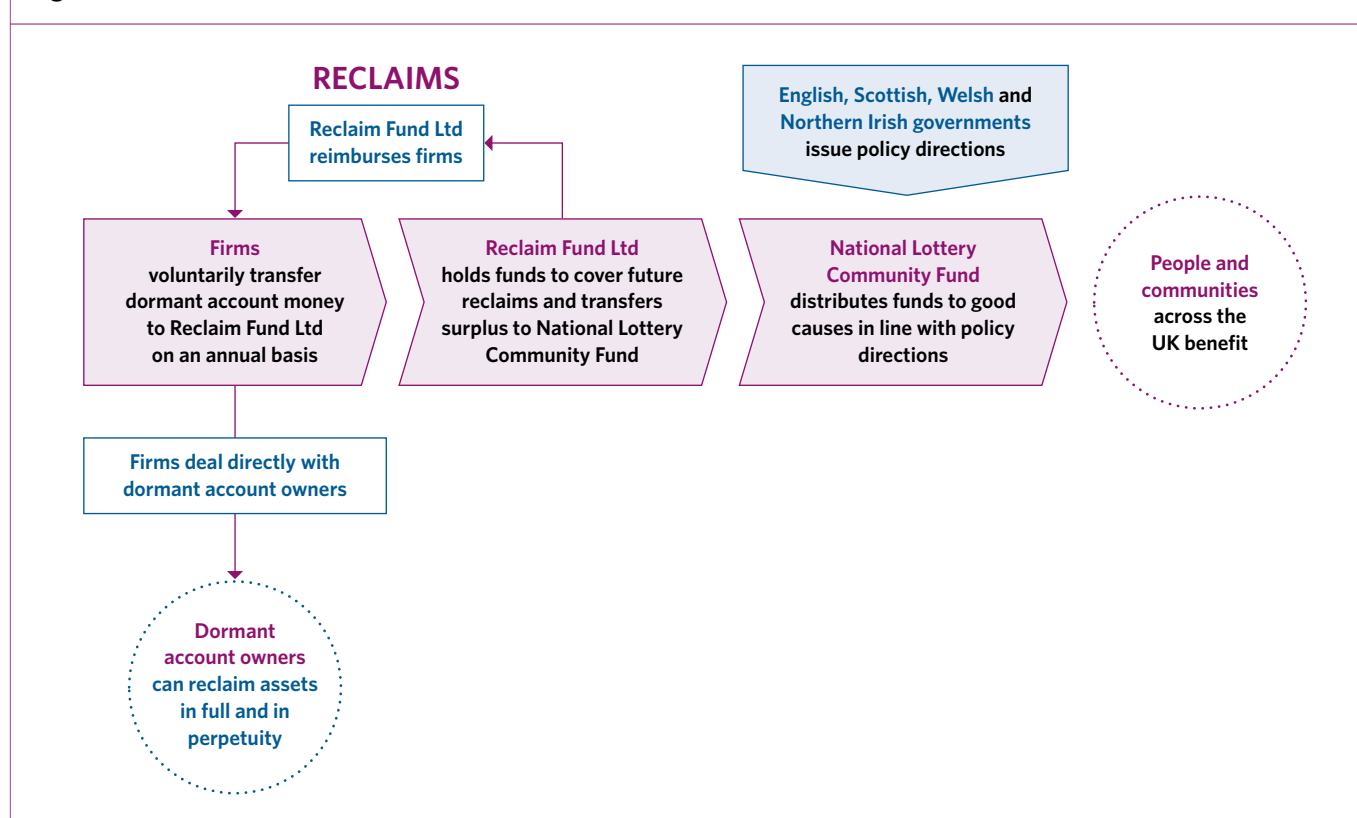 RECLAIMS
Reclaim Fund Ltd
reimburses firms
English, Scottish, Welsh and
Northern Irish governments
issue policy directions
Firms
voluntarily transfer
dormant account money
to Reclaim Fund Ltd
on an annual basis
Reclaim Fund Ltd
holds funds to cover future
reclaims and transfers
surplus to National Lottery
Community Fund
National Lottery
Community Fund
distributes funds to good
causes in line with policy
directions
People and
communities
across the
UK benefit
Firms deal directly with
dormant account owners
Dormant
account owners
can reclaim assets
in full and in
perpetuity